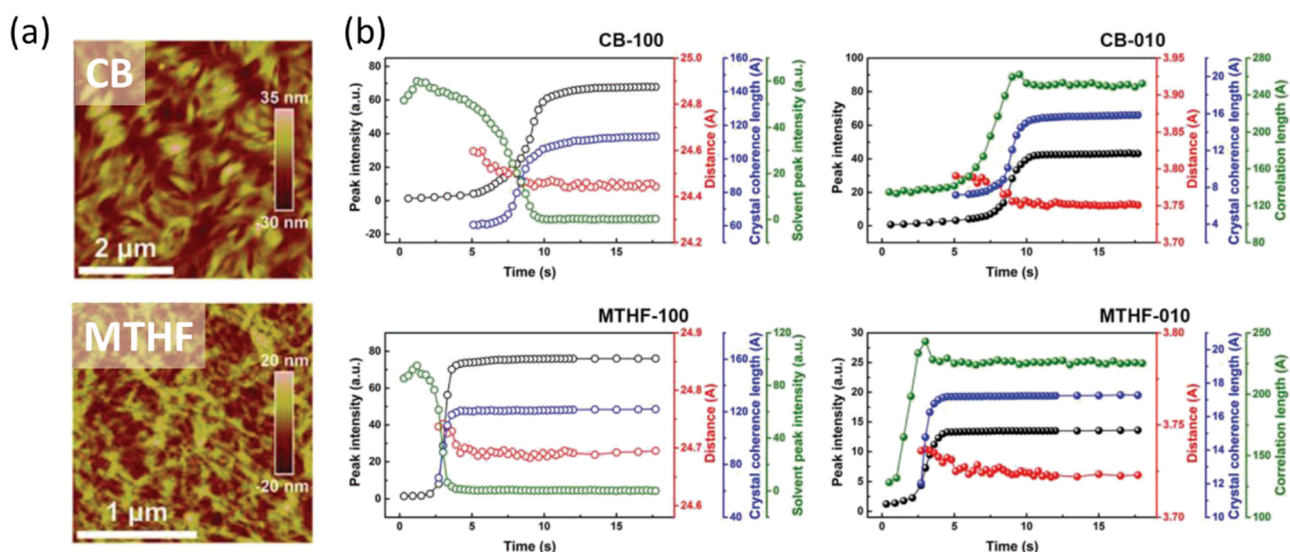 (a)
CB
35 nm
-30 nm
2 µm
MTHF
20 nm
-20 nm
1 µm
(b)
CB-100
Peak intensity (a.u.)
80
60
40
20
0
-20
0
5
10
15
Time (s)
25.0
24.8
24.6
24.4
24.2
Distance (A)
160
140
120
100
80
60
Crystal coherence length (A)
150
100
50
0
Solvent peak intensity (a.u.)
CB-010
Peak intensity
100
80
60
40
20
0
0
5
10
15
Time (s)
3.95
3.90
3.85
3.80
3.75
3.70
Distance (A)
20
16
12
8
4
Crystal coherence length (A)
280
240
200
160
120
80
Correlation length (A)
MTHF-100
Peak intensity (a.u.)
80
60
40
20
0
0
5
10
15
Time (s)
24.9
24.8
24.7
24.6
Distance (A)
160
120
80
40
Crystal coherence length (A)
120
80
40
0
Solvent peak intensity (a.u.)
MTHF-010
Peak intensity (a.u.)
30
25
20
15
10
5
0
0
5
10
15
Time (s)
3.80
3.75
3.70
Distance (A)
20
18
16
14
12
10
Crystal coherence length (A)
250
200
150
100
Correlation length (A)